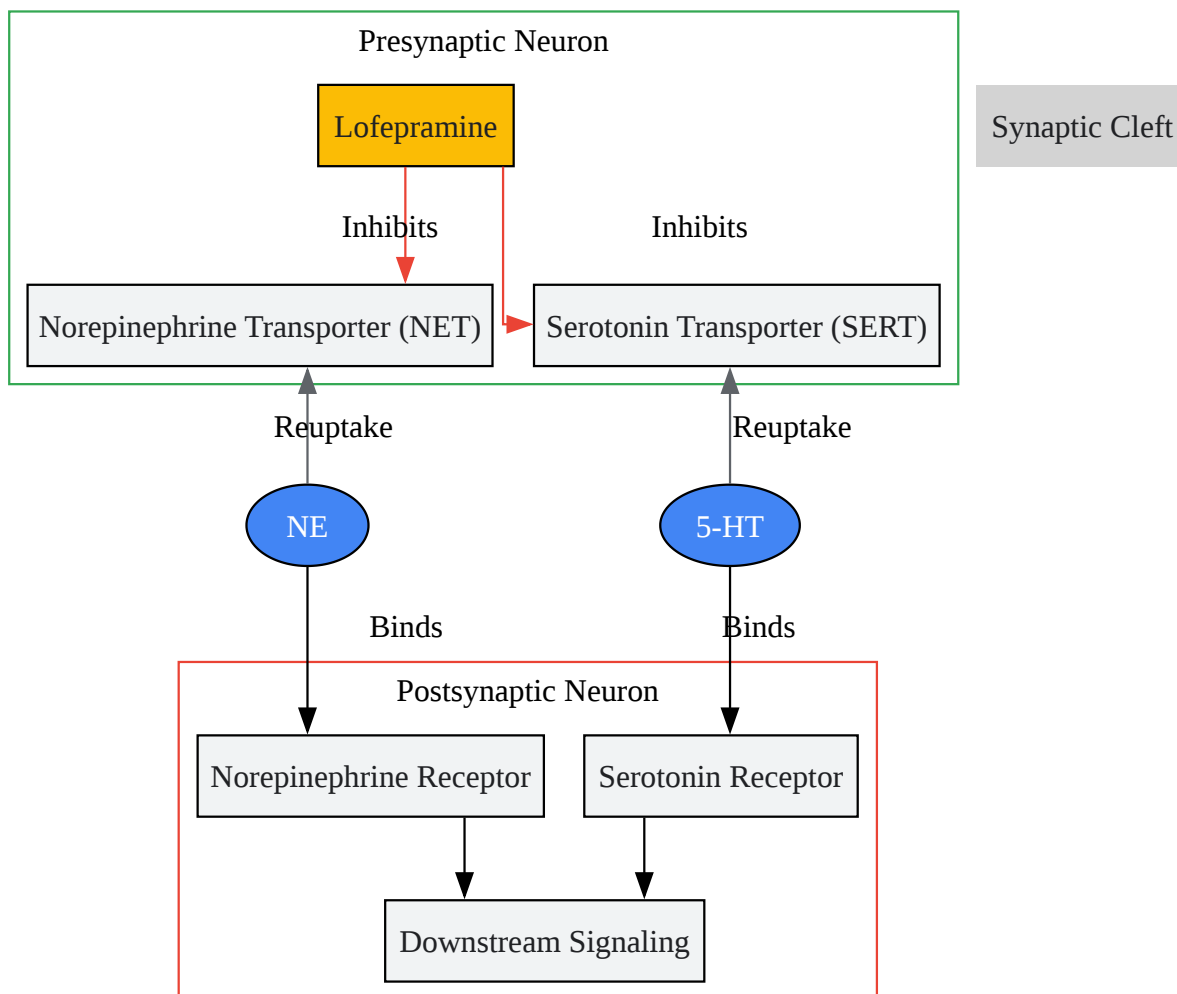 Presynaptic Neuron
Lofepramine
Synaptic Cleft
Inhibits
Inhibits
Norepinephrine Transporter (NET)
Serotonin Transporter (SERT)
Reuptake
Reuptake
NE
5-HT
Binds
Binds
Postsynaptic Neuron
Norepinephrine Receptor
Serotonin Receptor
Downstream Signaling